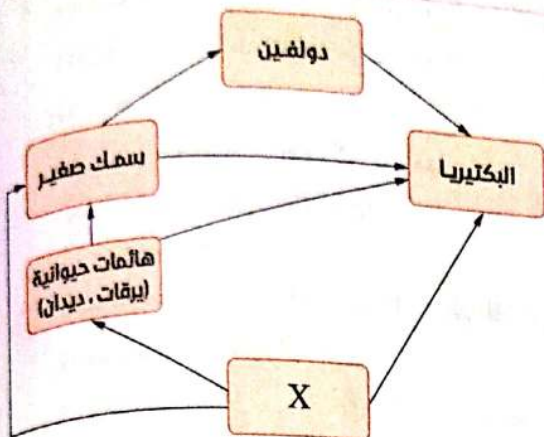 دولفين
سمك صغير
البكتيريا
هائمات حيوانية
(يرقات ، ديدان)
X